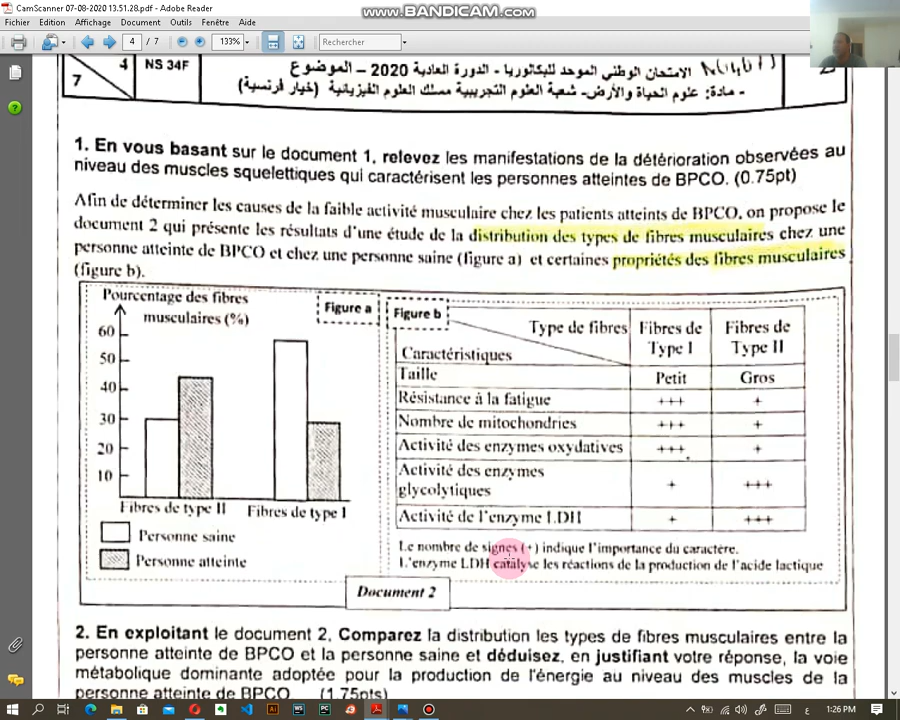 CamScanner 07-08-2020 13.51.28.pdf - Adobe Reader
www.BANDICAM.com
Fichier Edition Affichage Document Outils Fenêtre Aide
4 / 7 133% Rechercher
4
7
NS 34F
الامتحان الوطني الموحد للبكالوريا - الدورة العادية 2020 – الموضوع
- مادة: علوم الحياة والأرض- شعبة العلوم التجريبية مسلك العلوم الفيزيائية (خيار فرنسية)
1. En vous basant sur le document 1, relevez les manifestations de la détérioration observées au
niveau des muscles squelettiques qui caractérisent les personnes atteintes de BPCO. (0.75pt)
Afin de déterminer les causes de la faible activité musculaire chez les patients atteints de BPCO, on propose le
document 2 qui présente les résultats d'une étude de la distribution des types de fibres musculaires chez une
personne atteinte de BPCO et chez une personne saine (figure a) et certaines propriétés des fibres musculaires
(figure b).
Pourcentage des fibres
musculaires (%)
Figure a
60
50
40
30
20
10
Fibres de type II Fibres de type I
Personne saine
Personne atteinte
Figure b
Type de fibres Fibres de Type I Fibres de Type II
Caractéristiques
Taille Petit Gros
Résistance à la fatigue +++ +
Nombre de mitochondries +++ +
Activité des enzymes oxydatives +++ +
Activité des enzymes
glycolytiques + +++
Activité de l'enzyme LDH + +++
Le nombre de signes (+) indique l'importance du caractère.
L'enzyme LDH catalyse les réactions de la production de l'acide lactique
Document 2
2. En exploitant le document 2, Comparez la distribution les types de fibres musculaires entre la
personne atteinte de BPCO et la personne saine et déduisez, en justifiant votre réponse, la voie
métabolique dominante adoptée pour la production de l'énergie au niveau des muscles de la
personne atteinte de BPCO (1.75pts)
1:26 PM